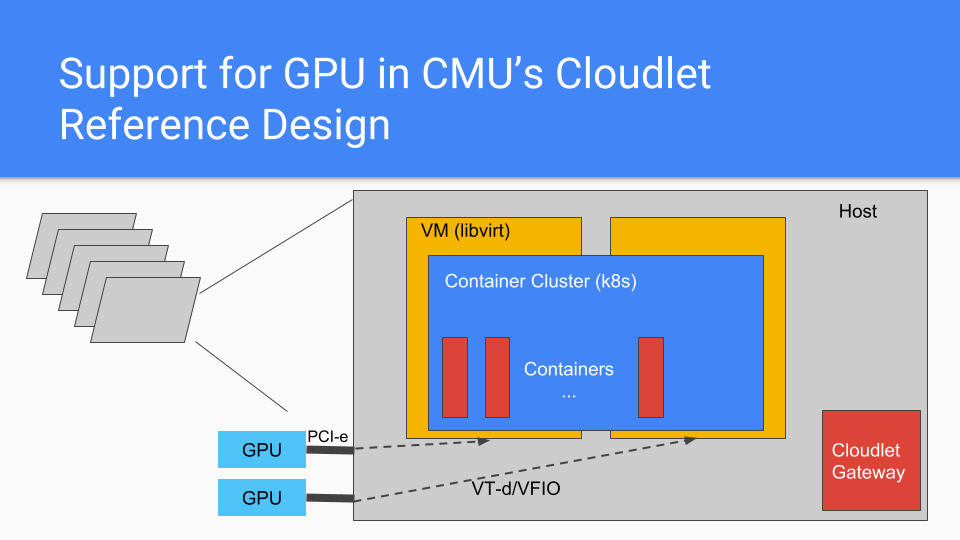 Support for GPU in CMU’s Cloudlet
Reference Design
Host
VM (libvirt)
Container Cluster (k8s)
Containers
...
GPU
PCI-e
GPU
VT-d/VFIO
Cloudlet
Gateway